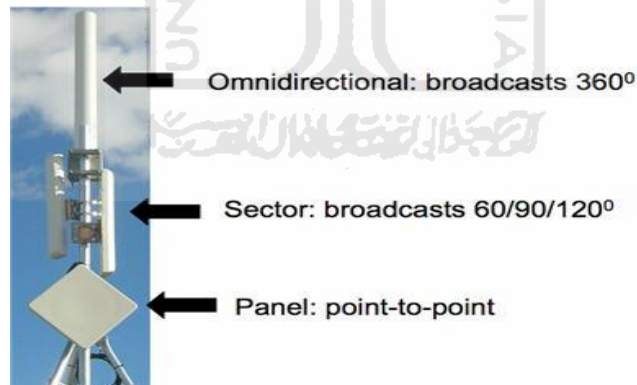 Omnidirectional: broadcasts 360⁰
Sector: broadcasts 60/90/120⁰
Panel: point-to-point